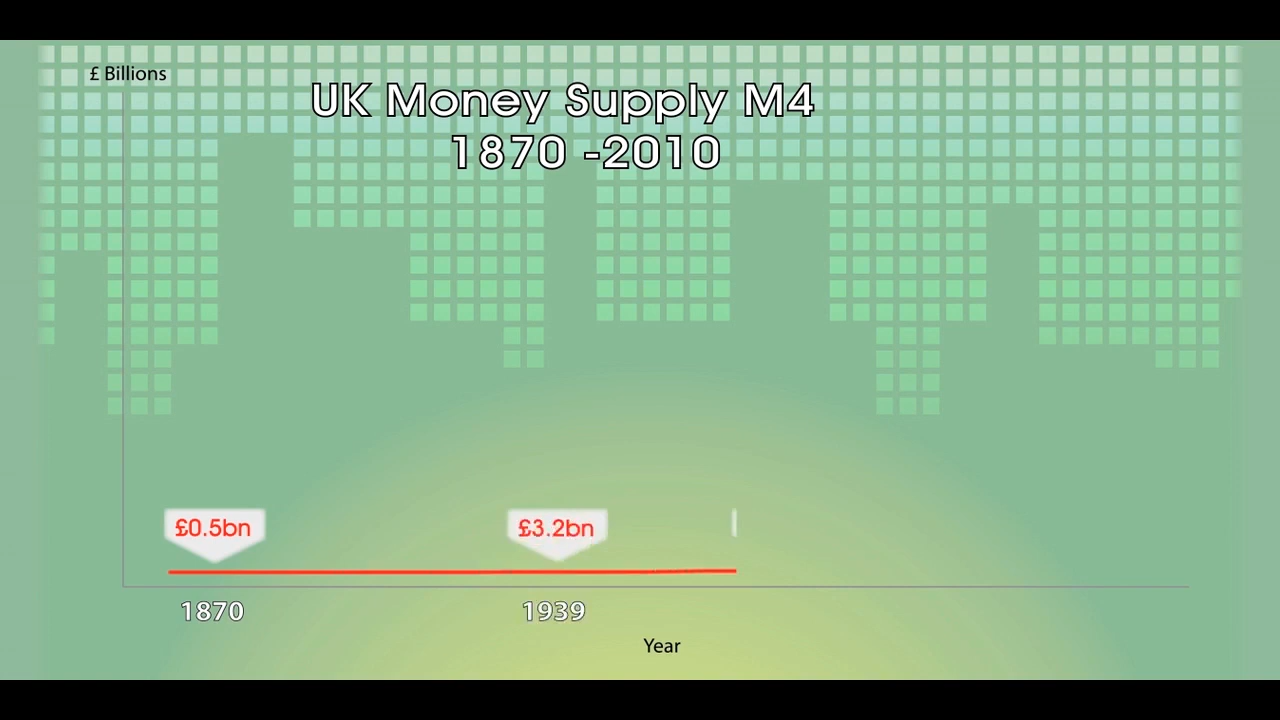 £ Billions
UK Money Supply M4
1870 -2010
£0.5bn
£3.2bn
1870
1939
Year